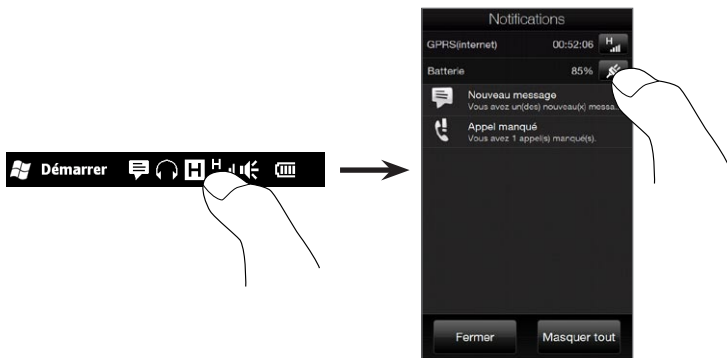 Démarrer
H
H
Notifications
GPRS(internet) 00:52:06 H
Batterie 85%
Nouveau message
Vous avez un(des) nouveau(x) messa...
Appel manqué
Vous avez 1 appel(s) manqué(s).
Fermer Masquer tout